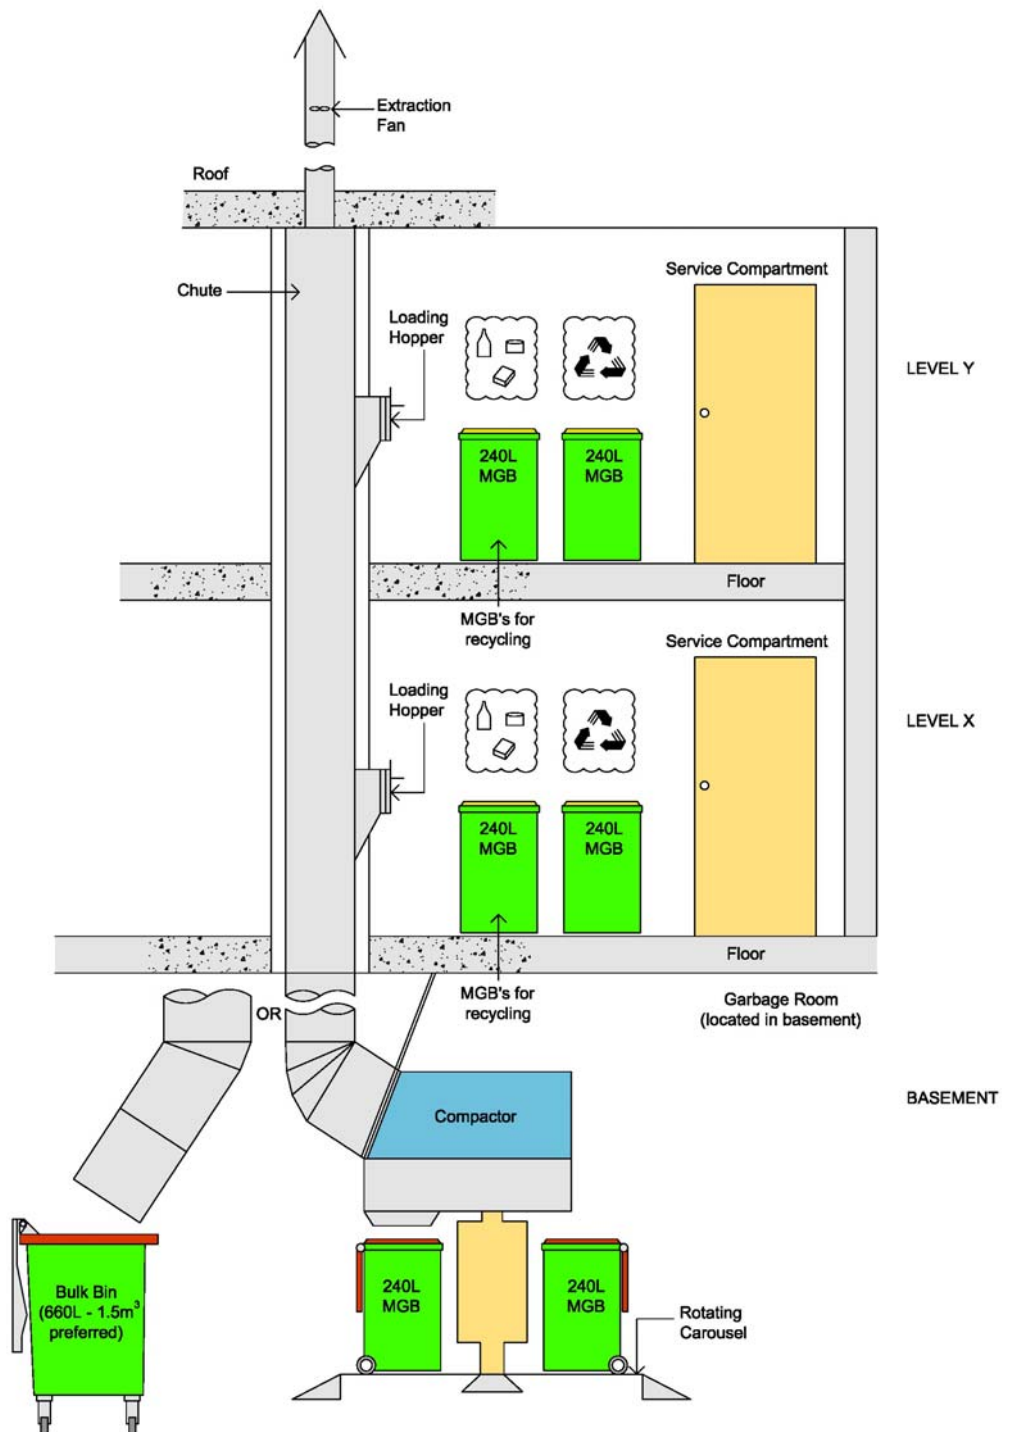 Extraction
Fan
Roof
Service Compartment
Chute
Loading
Hopper
LEVEL Y
240L
MGB
240L
MGB
Floor
MGB's for
recycling
Service Compartment
Loading
Hopper
LEVEL X
240L
MGB
240L
MGB
Floor
MGB's for
recycling
Garbage Room
(located in basement)
OR
BASEMENT
Compactor
Bulk Bin
(660L - 1.5m³
preferred)
240L
MGB
240L
MGB
Rotating
Carousel